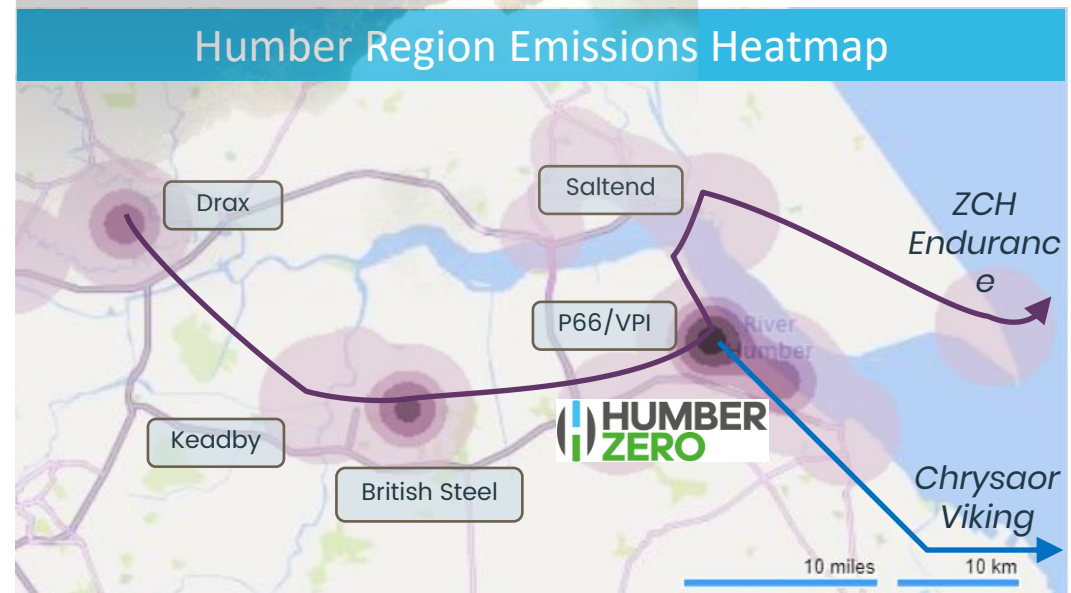 Humber Region Emissions Heatmap
Drax
Saltend
ZCH
Enduranc
e
P66/VPI
River
Humber
HUMBER
ZERO
Keadby
British Steel
Chrysaor
Viking
10 miles
10 km